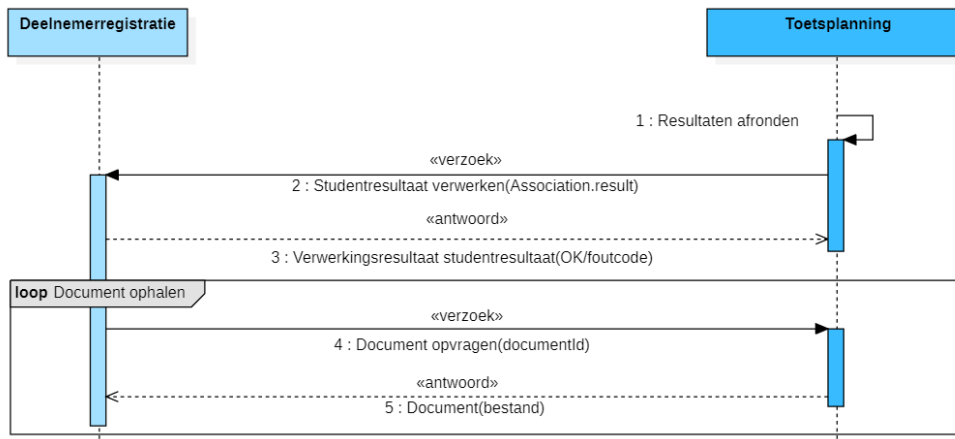 Deelnemerregistratie
Toetsplanning
1 : Resultaten afronden
«verzoek»
2 : Studentresultaat verwerken(Association.result)
«antwoord»
3 : Verwerkingsresultaat studentresultaat(OK/foutcode)
loop Document ophalen
«verzoek»
4 : Document opvragen(documentId)
«antwoord»
5 : Document(bestand)